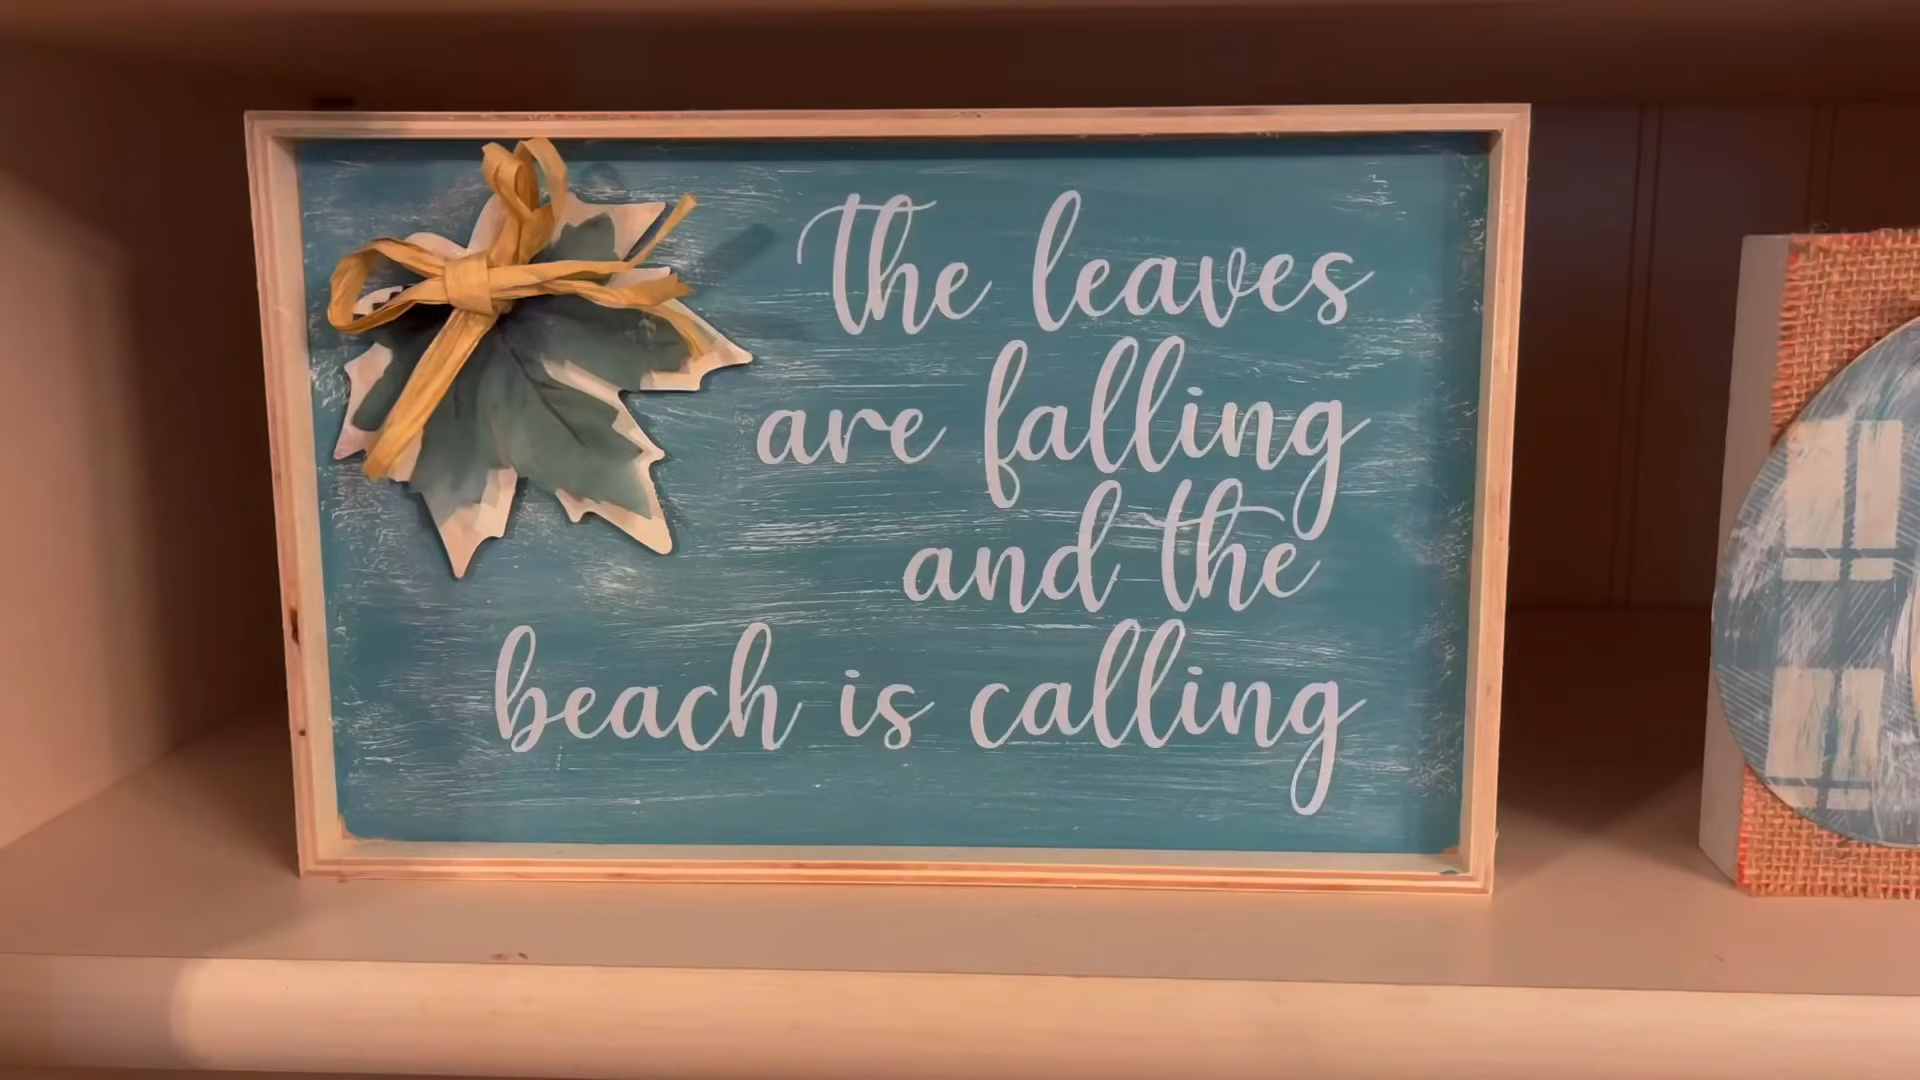 The leaves
are falling
and the
beach is calling